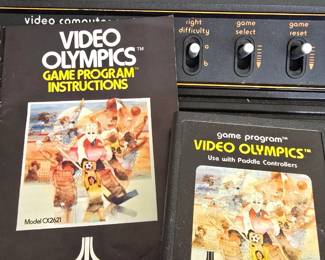 video compute
right
difficulty
a
b
game
select
game
reset
VIDEO
OLYMPICS™
GAME PROGRAM™
INSTRUCTIONS
Model CX2621
game program™
VIDEO OLYMPICS™
Use with Paddle Controllers